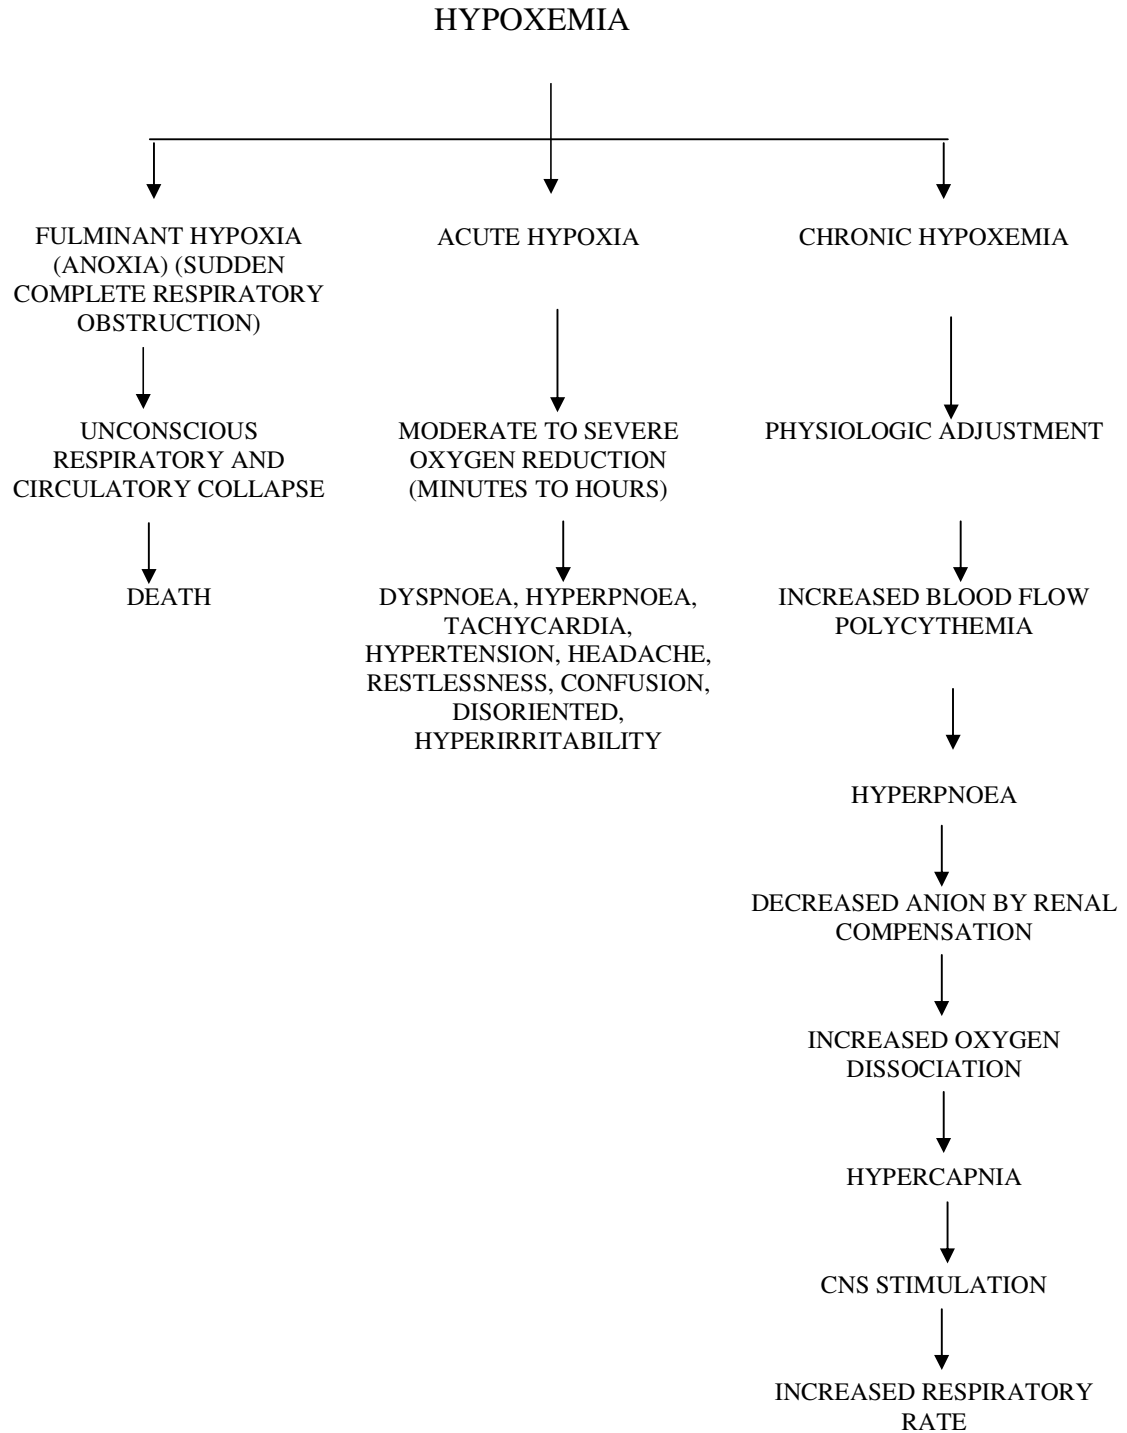 HYPOXEMIA
FULMINANT HYPOXIA
(ANOXIA) (SUDDEN
COMPLETE RESPIRATORY
OBSTRUCTION)
UNCONSCIOUS
RESPIRATORY AND
CIRCULATORY COLLAPSE
DEATH
ACUTE HYPOXIA
MODERATE TO SEVERE
OXYGEN REDUCTION
(MINUTES TO HOURS)
DYSPNOEA, HYPERPNOEA,
TACHYCARDIA,
HYPERTENSION, HEADACHE,
RESTLESSNESS, CONFUSION,
DISORIENTED,
HYPERIRRITABILITY
CHRONIC HYPOXEMIA
PHYSIOLOGIC ADJUSTMENT
INCREASED BLOOD FLOW
POLYCYTHEMIA
HYPERPNOEA
DECREASED ANION BY RENAL
COMPENSATION
INCREASED OXYGEN
DISSOCIATION
HYPERCAPNIA
CNS STIMULATION
INCREASED RESPIRATORY
RATE